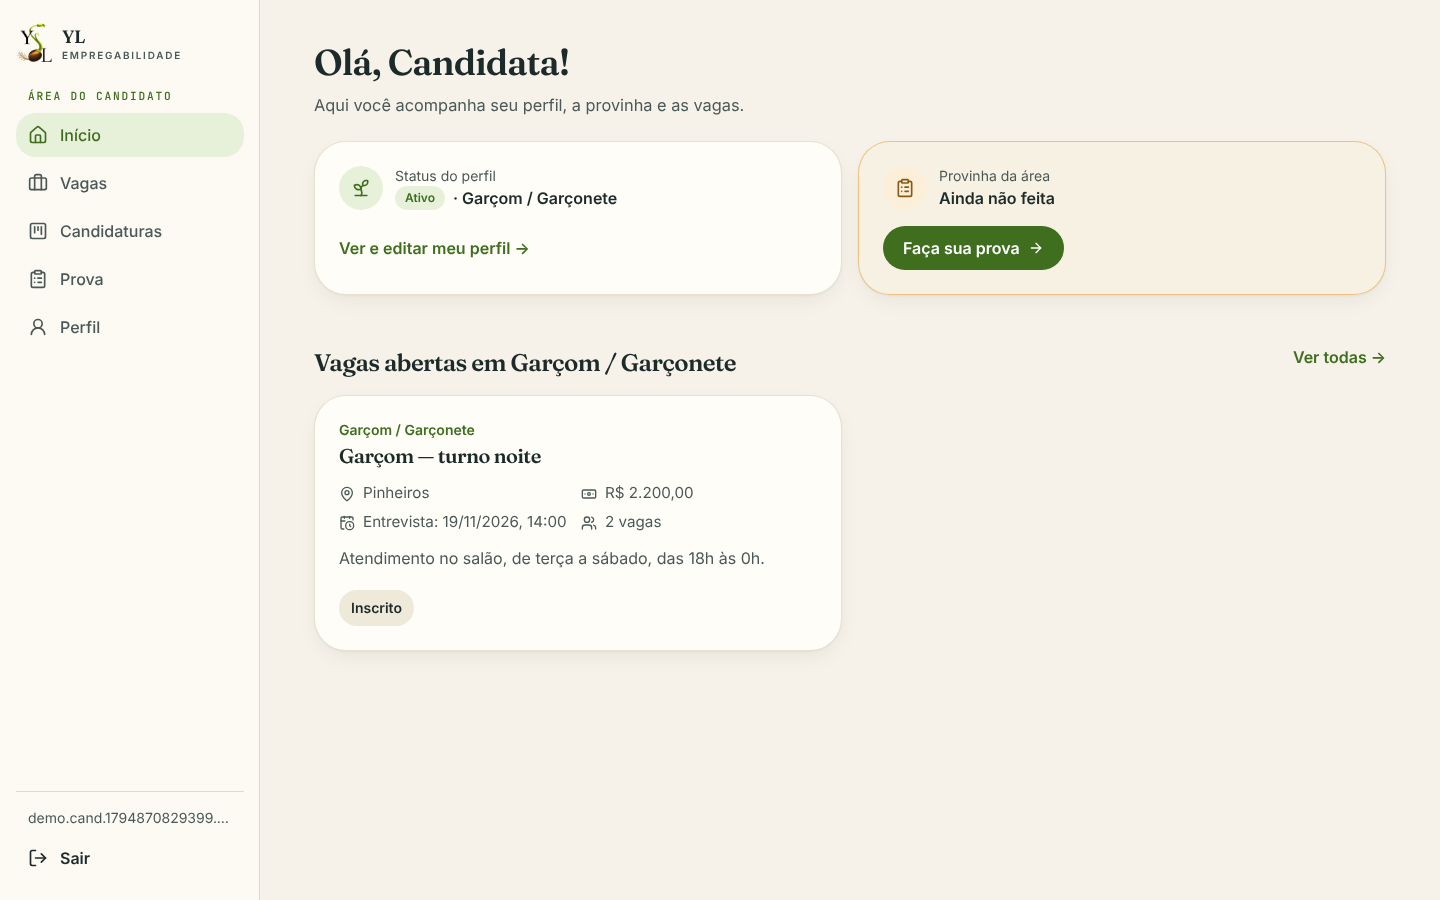 YL
YL
EMPREGABILIDADE
ÁREA DO CANDIDATO
Início
Vagas
Candidaturas
Prova
Perfil
demo.cand.1794870829399....
Sair
Olá, Candidata!
Aqui você acompanha seu perfil, a provinha e as vagas.
Status do perfil
Ativo · Garçom / Garçonete
Ver e editar meu perfil →
Provinha da área
Ainda não feita
Faça sua prova →
Vagas abertas em Garçom / Garçonete
Ver todas →
Garçom / Garçonete
Garçom — turno noite
Pinheiros
R$ 2.200,00
Entrevista: 19/11/2026, 14:00
2 vagas
Atendimento no salão, de terça a sábado, das 18h às 0h.
Inscrito